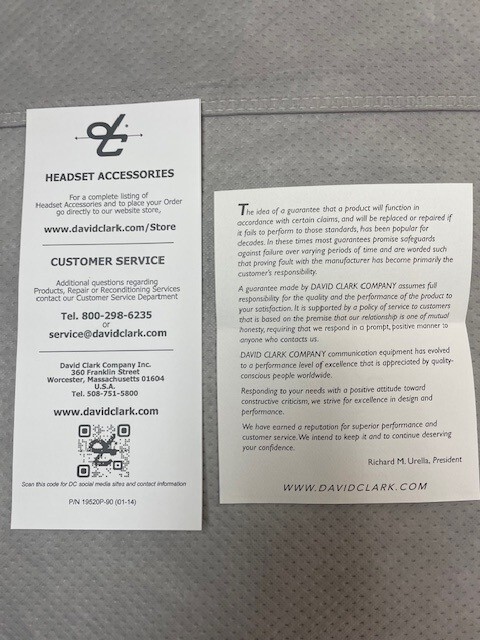 DC
HEADSET ACCESSORIES
For a complete listing of
Headset Accessories and to place your Order
go directly to our website store,
www.davidclark.com/Store
CUSTOMER SERVICE
Additional questions regarding
Products, Repair or Reconditioning Services
contact our Customer Service Department
Tel. 800-298-6235
or
service@davidclark.com
David Clark Company Inc.
360 Franklin Street
Worcester, Massachusetts 01604
U.S.A.
Tel. 508-751-5800
www.davidclark.com
Scan this code for DC social media sites and contact information
P/N 19520P-90 (01-14)
The idea of a guarantee that a product will function in
accordance with certain claims, and will be replaced or repaired if
it fails to perform to those standards, has been popular for
decades. In these times most guarantees promise safeguards
against failure over varying periods of time and are worded such
that proving fault with the manufacturer has become primarily the
customer's responsibility.
A guarantee made by DAVID CLARK COMPANY assumes full
responsibility for the quality and the performance of the product to
your satisfaction. It is supported by a policy of service to customers
that is based on the premise that our relationship is one of mutual
honesty, requiring that we respond in a prompt, positive manner to
anyone who contacts us.
DAVID CLARK COMPANY communication equipment has evolved
to a performance level of excellence that is appreciated by quality-
conscious people worldwide.
Responding to your needs with a positive attitude toward
constructive criticism, we strive for excellence in design and
performance.
We have earned a reputation for superior performance and
customer service. We intend to keep it and to continue deserving
your confidence.
Richard M. Urella, President
WWW.DAVIDCLARK.COM